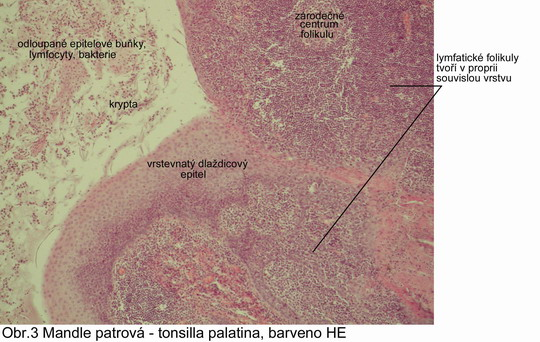 zárodečné
centrum
folikulu
odloupané epitelové buňky,
lymfocyty, bakterie
lymfatické folikuly
tvoří v proprii
souvislou vrstvu
krypta
vrstevnatý dlaždicový
epitel
Obr.3 Mandle patrová - tonsilla palatina, barveno HE